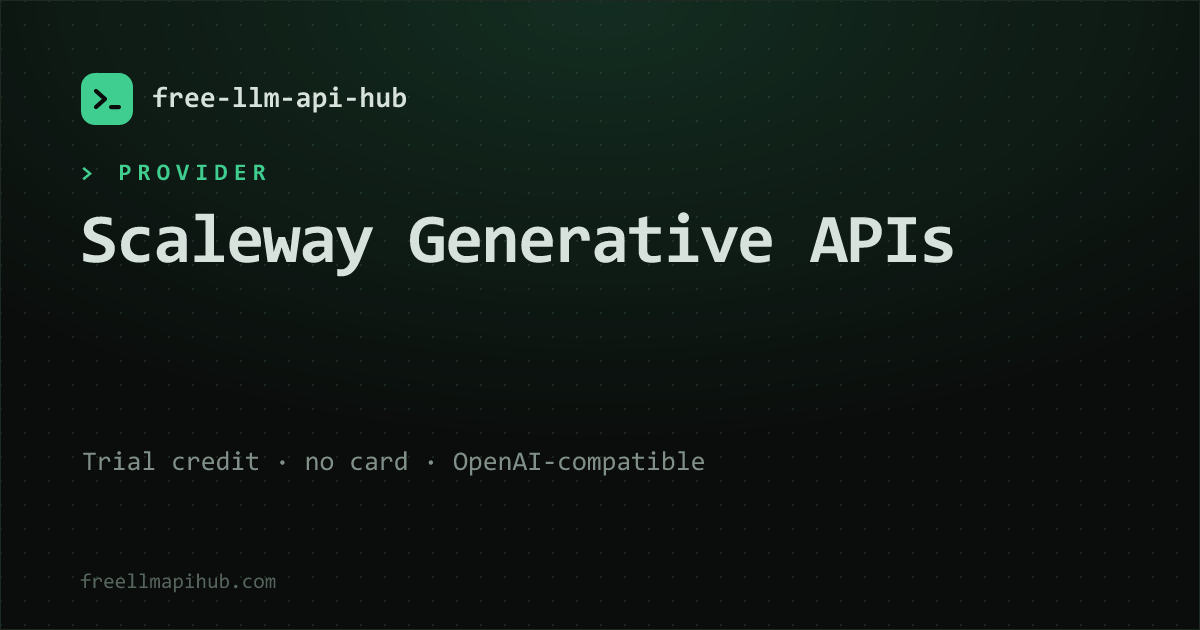 free-llm-api-hub
> PROVIDER
Scaleway Generative APIs
Trial credit · no card · OpenAI-compatible
freellmapihub.com